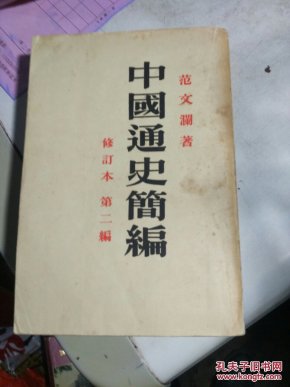 范文瀾著
中國通史簡編
修訂本 第二編
孔夫子旧书网